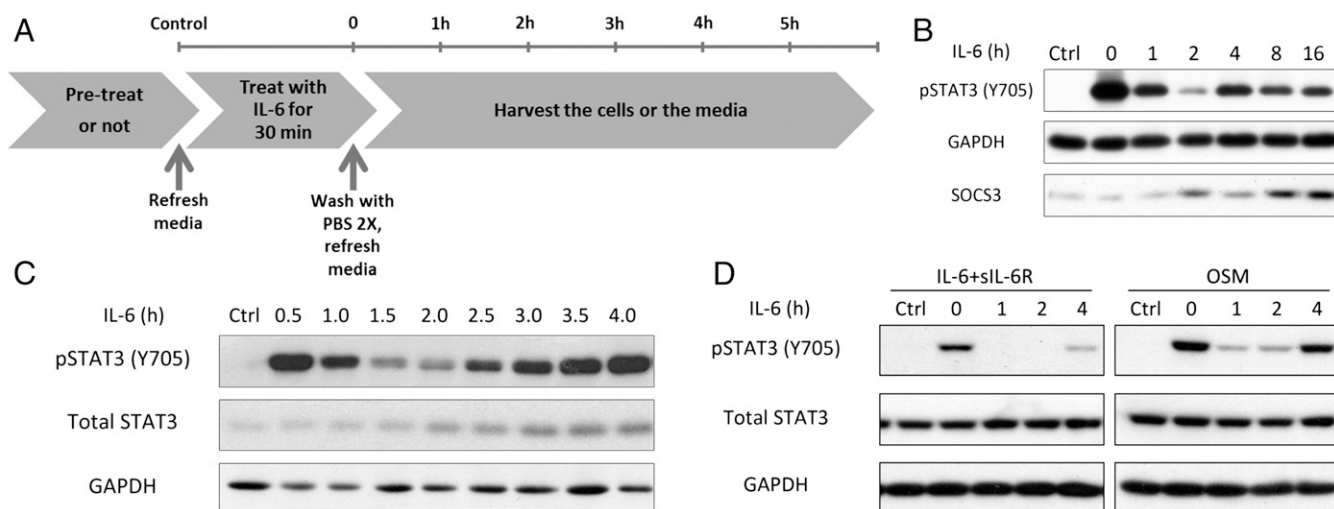 A
Control 0 1h 2h 3h 4h 5h
Pre-treat
or not
Treat with
IL-6 for
30 min
Harvest the cells or the media
Refresh
media
Wash with
PBS 2X,
refresh
media
B
IL-6 (h) Ctrl 0 1 2 4 8 16
pSTAT3 (Y705)
GAPDH
SOCS3
C
IL-6 (h) Ctrl 0.5 1.0 1.5 2.0 2.5 3.0 3.5 4.0
pSTAT3 (Y705)
Total STAT3
GAPDH
D
IL-6+sIL-6R OSM
IL-6 (h) Ctrl 0 1 2 4 Ctrl 0 1 2 4
pSTAT3 (Y705)
Total STAT3
GAPDH